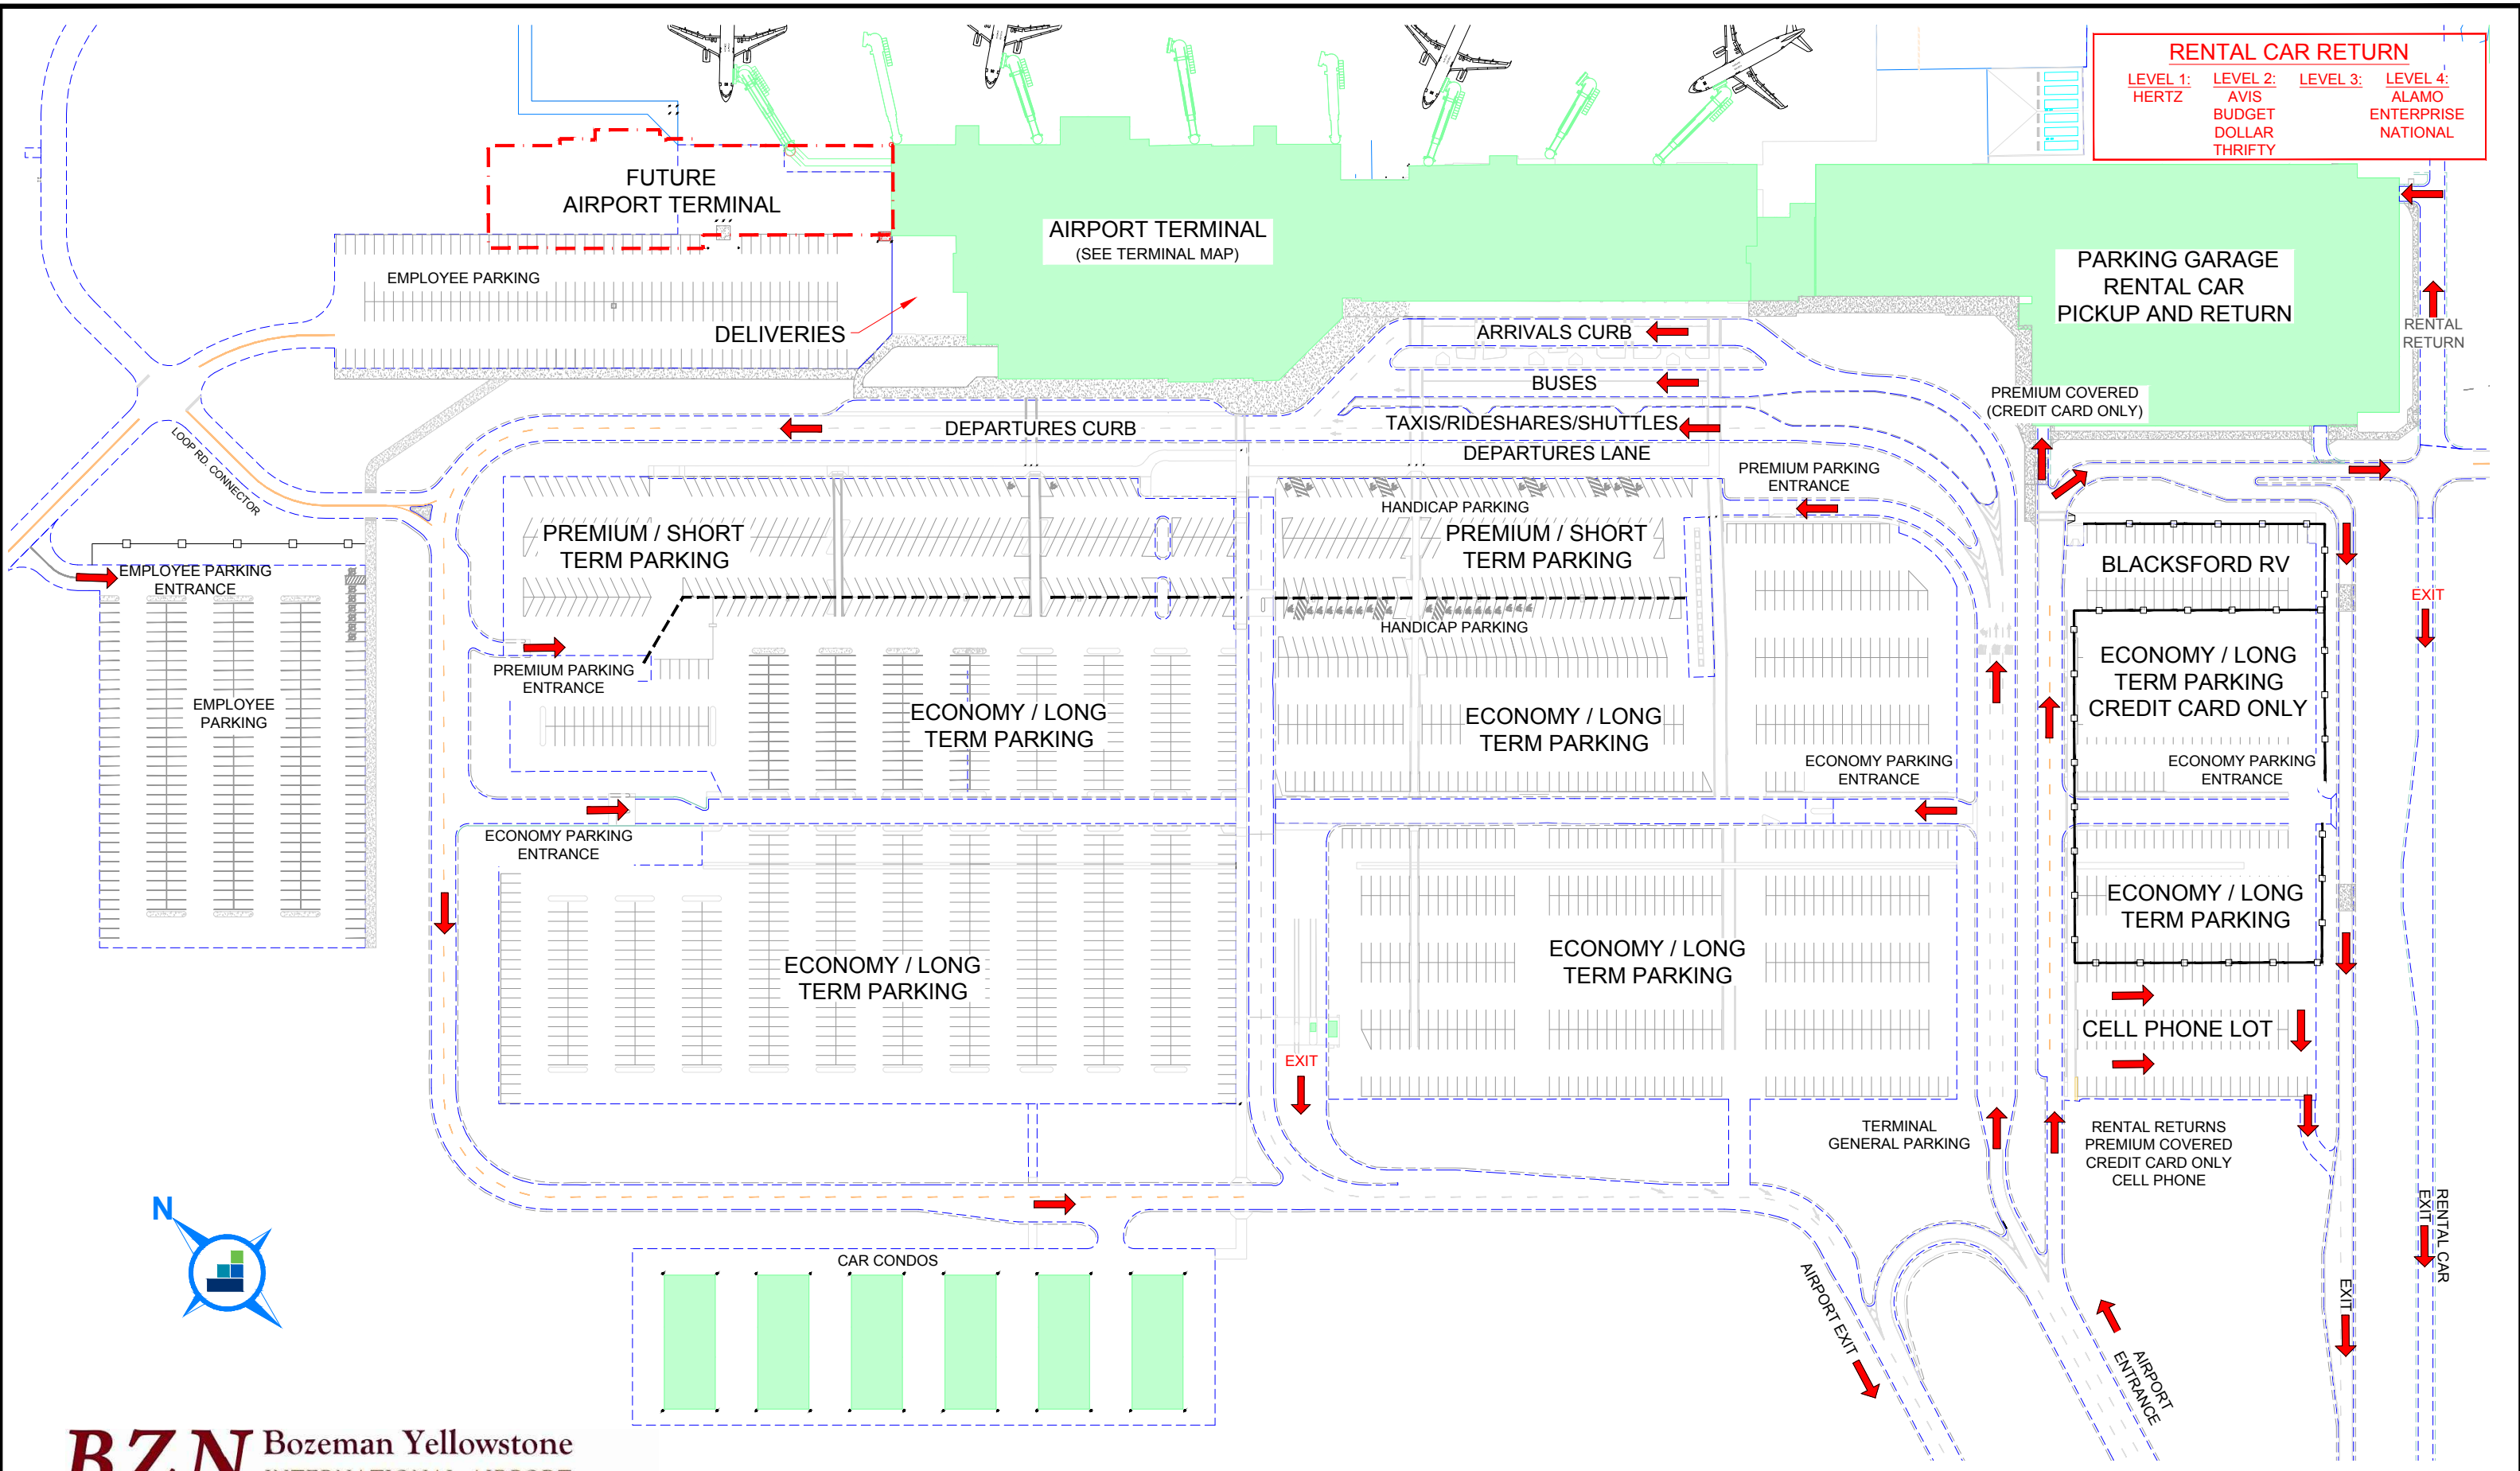 RENTAL CAR RETURN
LEVEL 1:
HERTZ
LEVEL 2:
AVIS
BUDGET
DOLLAR
THRIFTY
LEVEL 3:
LEVEL 4:
ALAMO
ENTERPRISE
NATIONAL
FUTURE
AIRPORT TERMINAL
AIRPORT TERMINAL
(SEE TERMINAL MAP)
PARKING GARAGE
RENTAL CAR
PICKUP AND RETURN
EMPLOYEE PARKING
DELIVERIES
ARRIVALS CURB
RENTAL
RETURN
BUSES
PREMIUM COVERED
(CREDIT CARD ONLY)
DEPARTURES CURB
TAXIS/RIDESHARES/SHUTTLES
DEPARTURES LANE
LOOP RD. CONNECTOR
PREMIUM PARKING
ENTRANCE
HANDICAP PARKING
PREMIUM / SHORT
TERM PARKING
PREMIUM / SHORT
TERM PARKING
BLACKSFORD RV
EMPLOYEE PARKING
ENTRANCE
EXIT
HANDICAP PARKING
PREMIUM PARKING
ENTRANCE
ECONOMY / LONG
TERM PARKING
CREDIT CARD ONLY
EMPLOYEE
PARKING
ECONOMY / LONG
TERM PARKING
ECONOMY / LONG
TERM PARKING
ECONOMY PARKING
ENTRANCE
ECONOMY PARKING
ENTRANCE
ECONOMY PARKING
ENTRANCE
ECONOMY / LONG
TERM PARKING
ECONOMY / LONG
TERM PARKING
ECONOMY / LONG
TERM PARKING
CELL PHONE LOT
EXIT
TERMINAL
GENERAL PARKING
RENTAL RETURNS
PREMIUM COVERED
CREDIT CARD ONLY
CELL PHONE
N
RENTAL CAR
EXIT
CAR CONDOS
AIRPORT EXIT
EXIT
AIRPORT
ENTRANCE
BZN
Bozeman Yellowstone
INTERNATIONAL AIRPORT